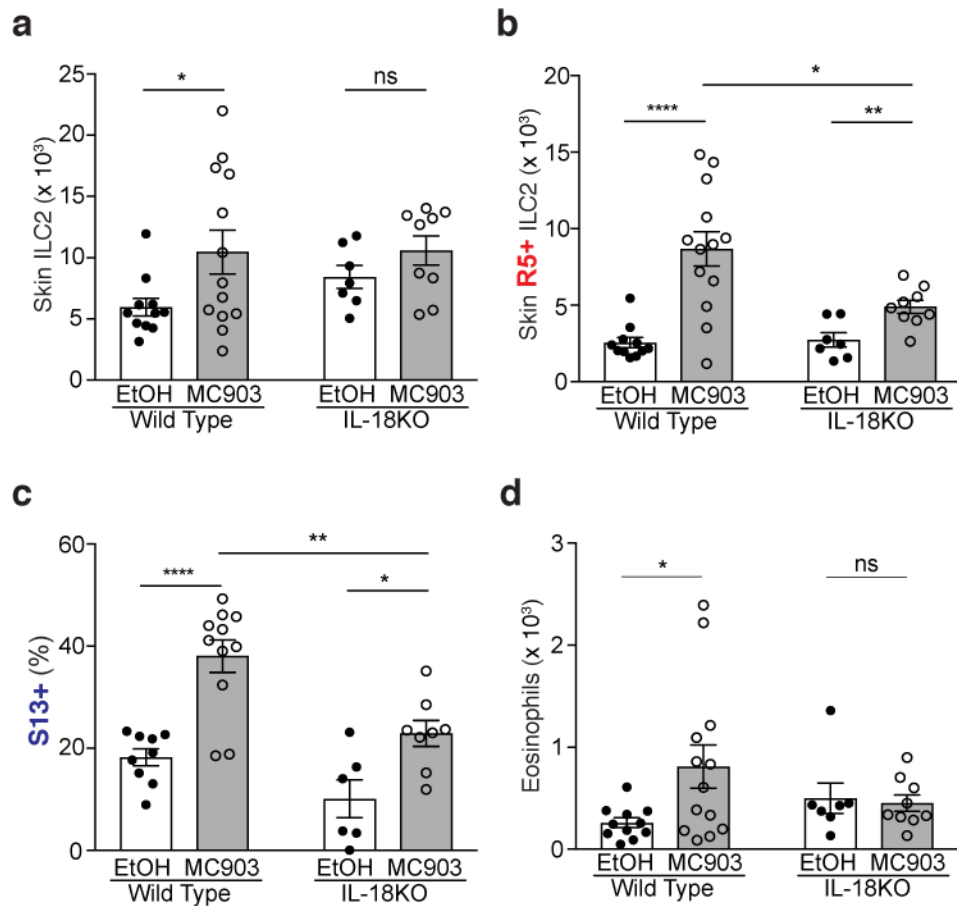 a
25
20
15
10
5
0
Skin ILC2 (x 10³)
* ns
EtOH MC903 EtOH MC903
Wild Type IL-18KO
b
20
15
10
5
0
Skin R5+ ILC2 (x 10³)
*
**** **
EtOH MC903 EtOH MC903
Wild Type IL-18KO
c
60
40
20
0
S13+ (%)
**
**** *
EtOH MC903 EtOH MC903
Wild Type IL-18KO
d
3
2
1
0
Eosinophils (x 10³)
* ns
EtOH MC903 EtOH MC903
Wild Type IL-18KO